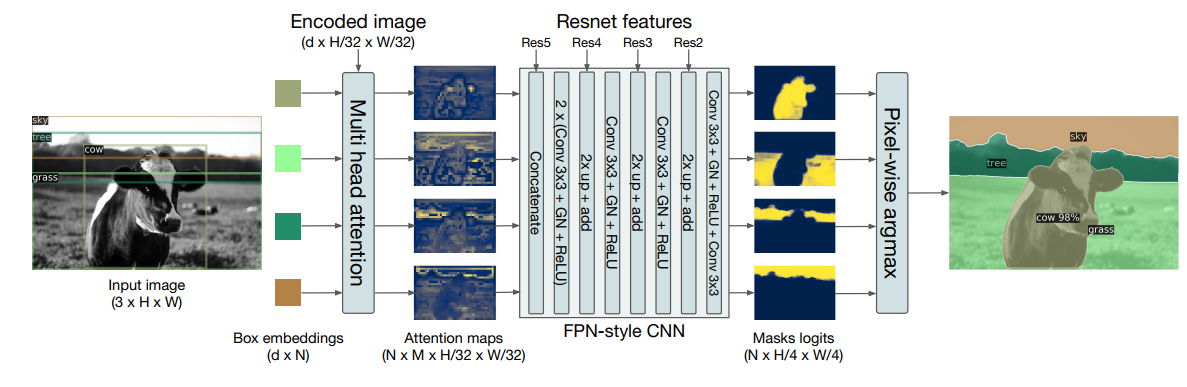 Encoded image
(d x H/32 x W/32)
Resnet features
Res5
Res4
Res3
Res2
sky
tree
cow
grass
Input image
(3 x H x W)
Box embeddings
(d x N)
Multi head attention
Attention maps
(N x M x H/32 x W/32)
Concatenate
2 x (Conv 3x3 + GN + ReLU)
2x up + add
Conv 3x3 + GN + ReLU
2x up + add
Conv 3x3 + GN + ReLU
2x up + add
Conv 3x3 + GN + ReLU + Conv 3x3
FPN-style CNN
Masks logits
(N x H/4 x W/4)
Pixel-wise argmax
sky
tree
cow 98%
grass